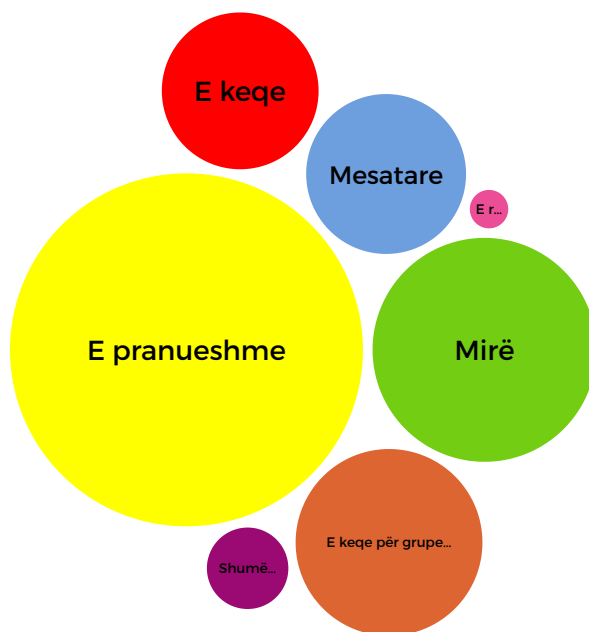 E keqe
Mesatare
E r...
E pranueshme
Mirë
E keqe për grupe...
Shumë...